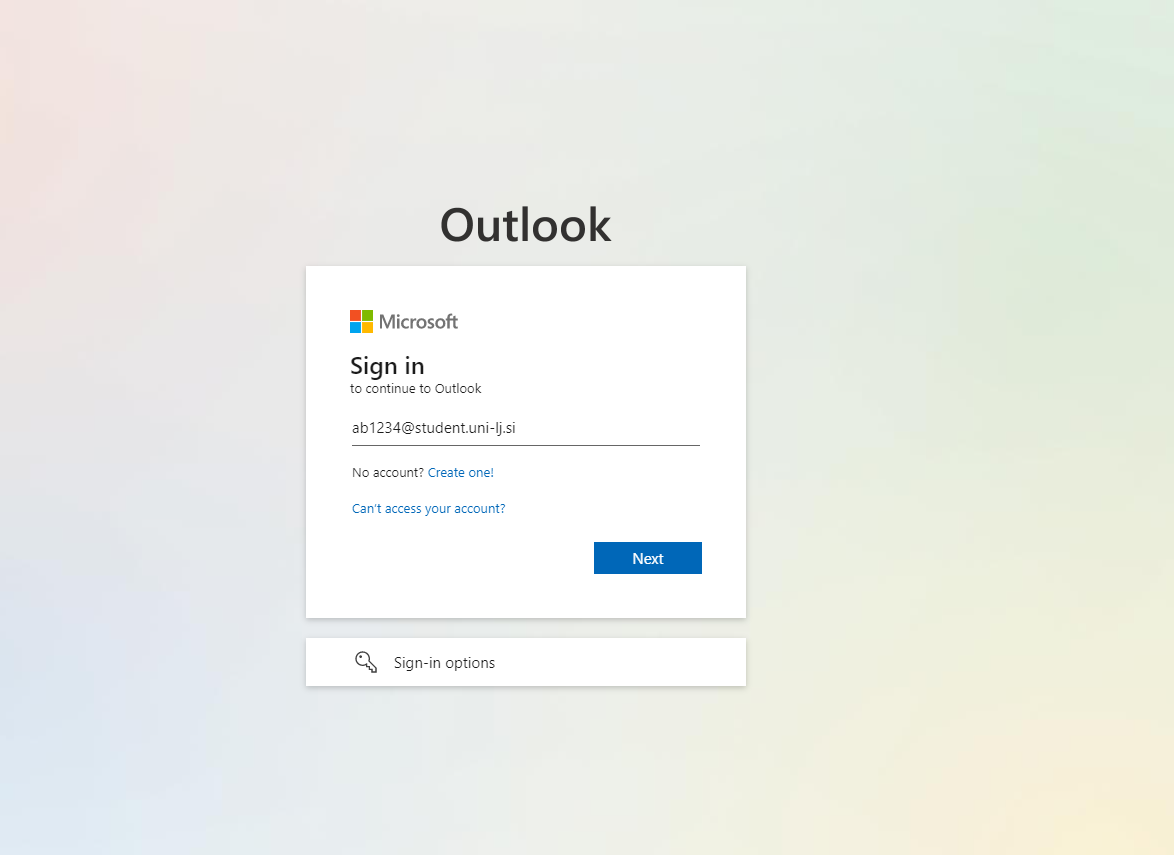 Outlook
Microsoft
Sign in
to continue to Outlook
ab1234@student.uni-lj.si
No account? Create one!
Can't access your account?
Next
Sign-in options